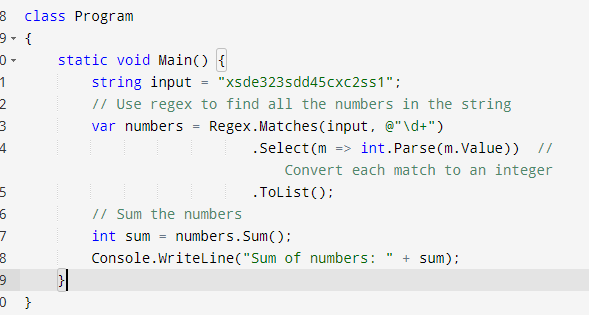 8 class Program
9 {
0 static void Main() {
1 string input = "xsde323sdd45cxc2ss1";
2 // Use regex to find all the numbers in the string
3 var numbers = Regex.Matches(input, @"\d+")
4 .Select(m => int.Parse(m.Value)) //
Convert each match to an integer
5 .ToList();
6 // Sum the numbers
7 int sum = numbers.Sum();
8 Console.WriteLine("Sum of numbers: " + sum);
9 }
0 }